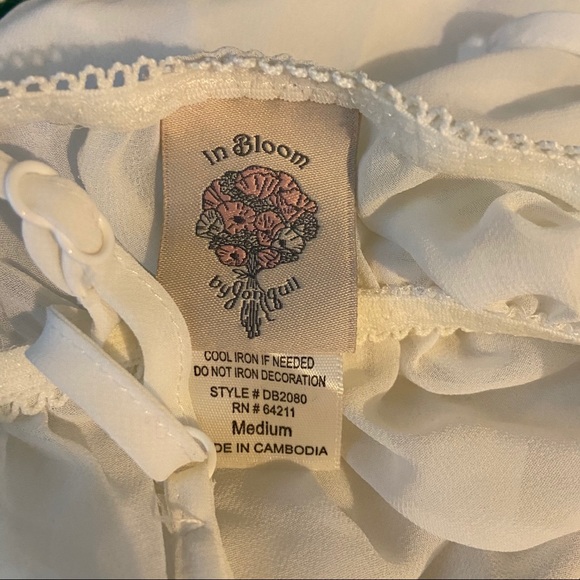 In Bloom
by Jonquil
COOL IRON IF NEEDED
DO NOT IRON DECORATION
STYLE # DB2080
RN # 64211
Medium
DE IN CAMBODIA